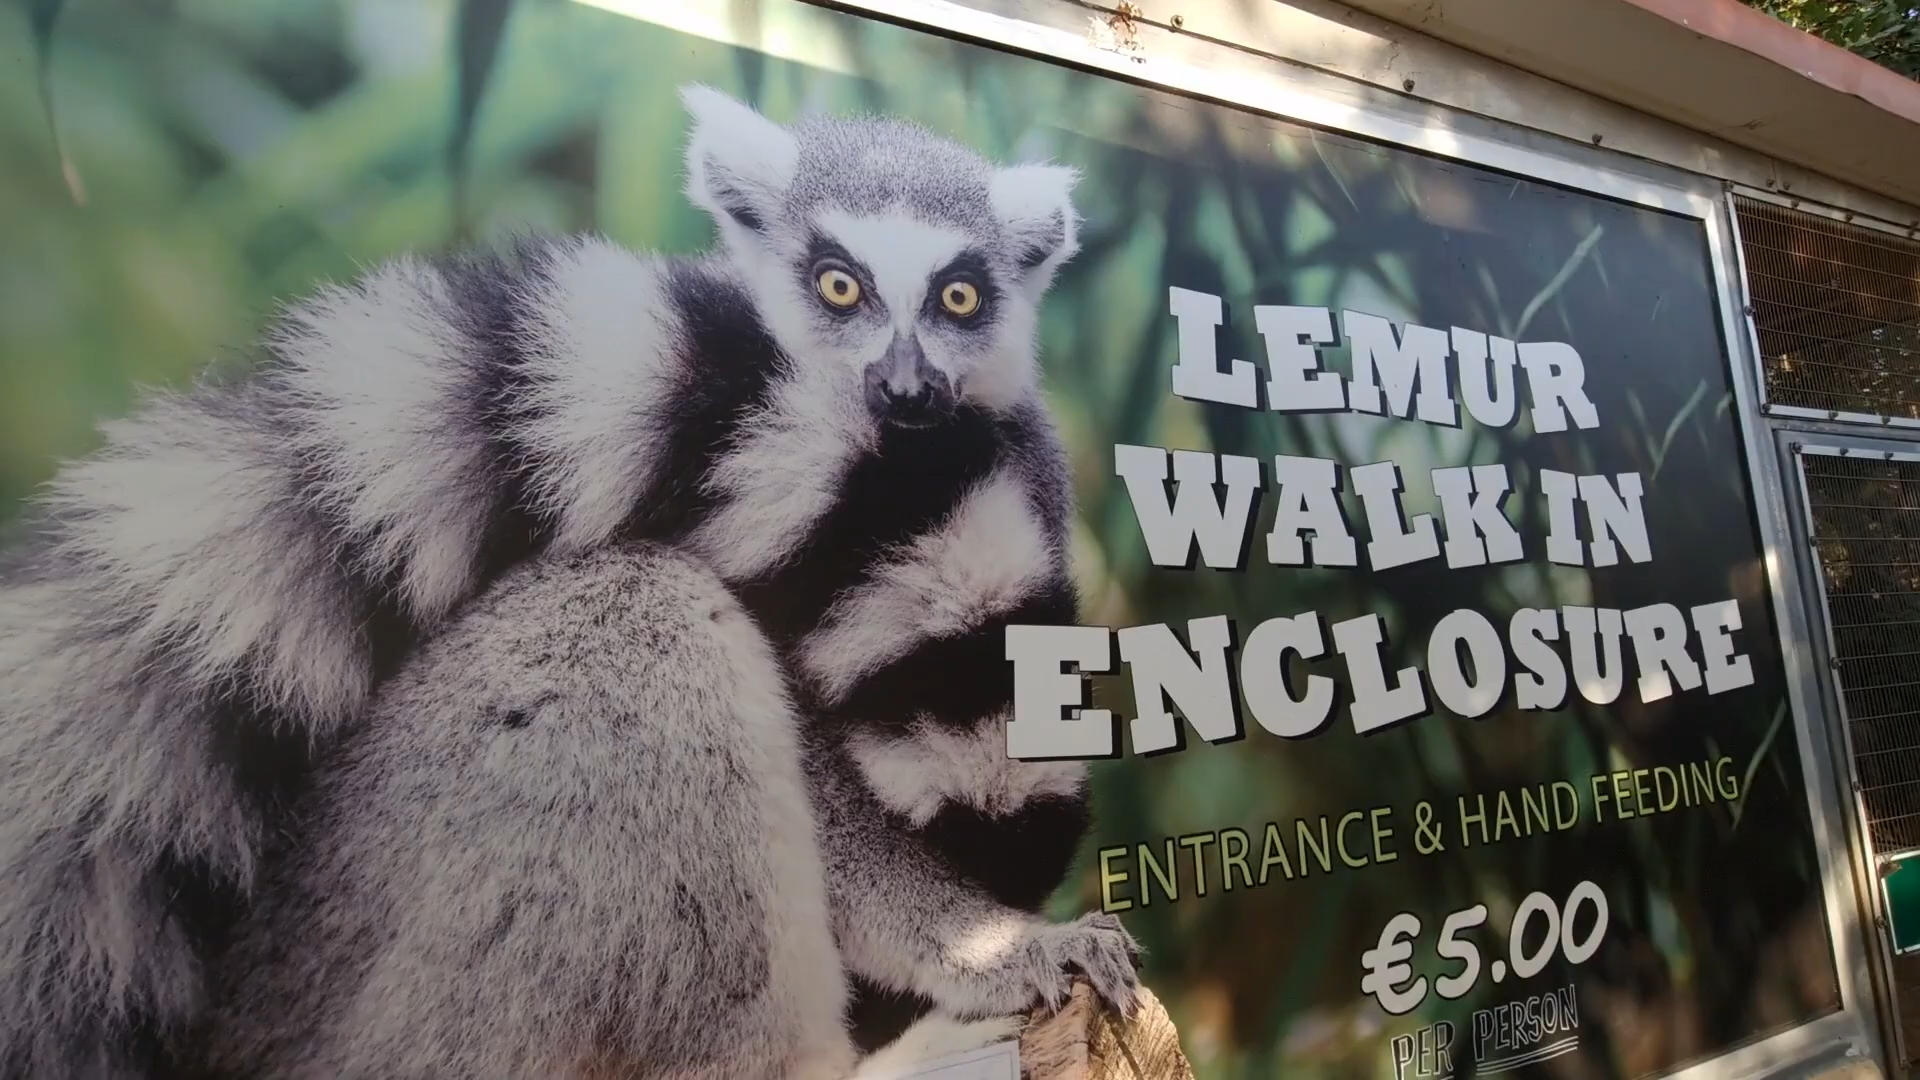 LEMUR
WALK IN
ENCLOSURE
ENTRANCE & HAND FEEDING
€5.00
PER PERSON